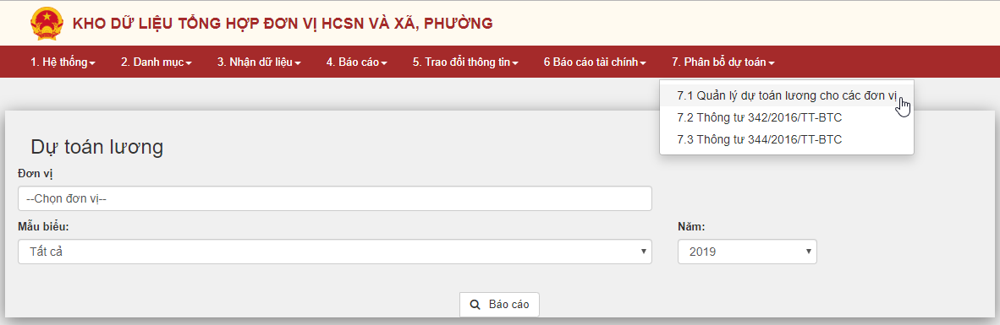 KHO DỮ LIỆU TỔNG HỢP ĐƠN VỊ HCSN VÀ XÃ, PHƯỜNG
1. Hệ thống 2. Danh mục 3. Nhận dữ liệu 4. Báo cáo 5. Trao đổi thông tin 6 Báo cáo tài chính 7. Phân bổ dự toán
7.1 Quản lý dự toán lương cho các đơn vị
7.2 Thông tư 342/2016/TT-BTC
7.3 Thông tư 344/2016/TT-BTC
Dự toán lương
Đơn vị
--Chọn đơn vị--
Mẫu biểu: Năm:
Tất cả 2019
Báo cáo